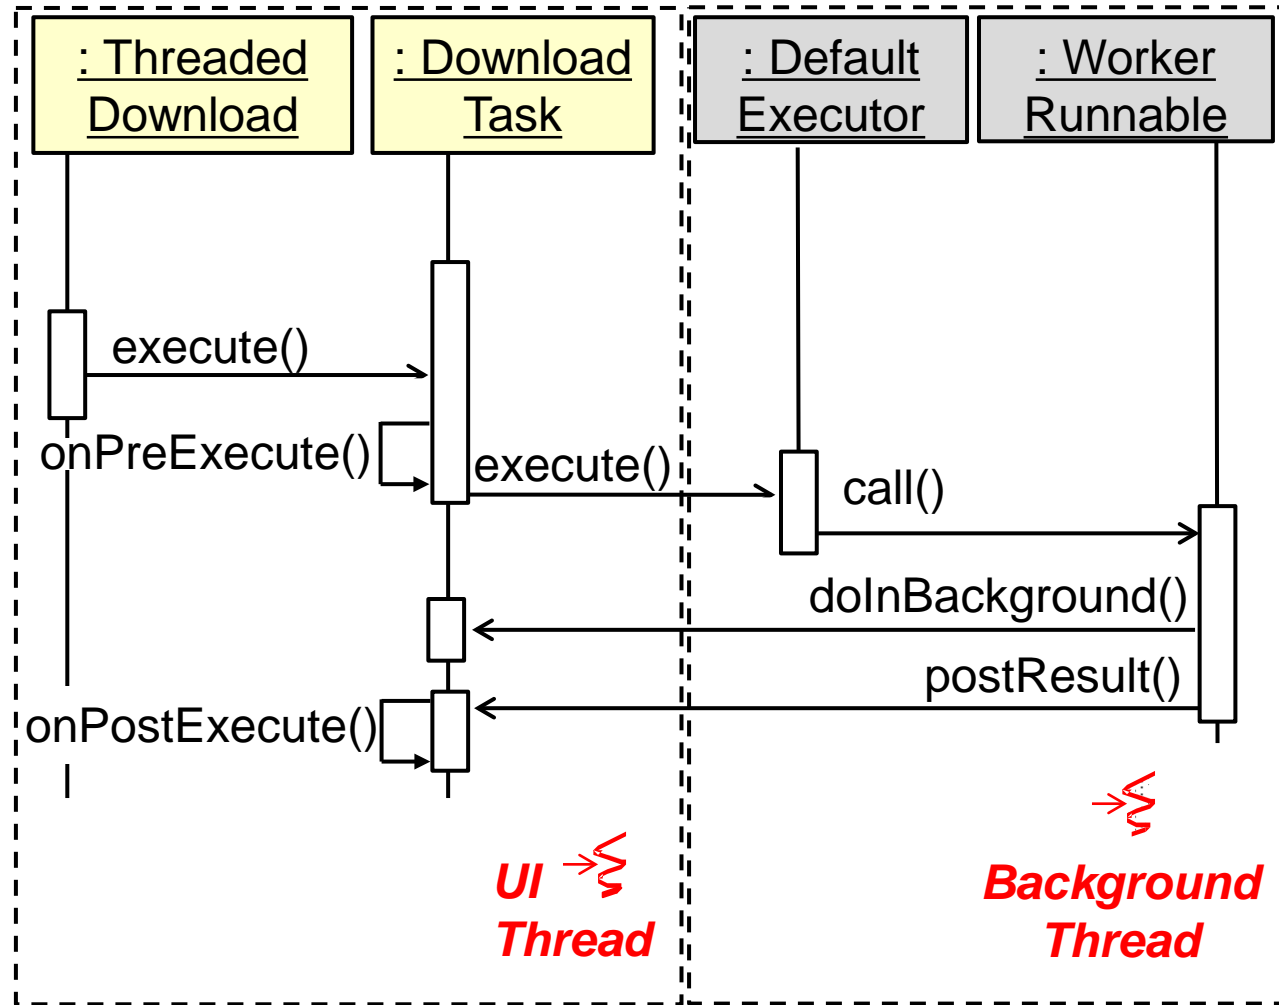 : Threaded
Download
: Download
Task
: Default
Executor
: Worker
Runnable
execute()
onPreExecute()
execute()
call()
doInBackground()
postResult()
onPostExecute()
UI
Thread
Background
Thread